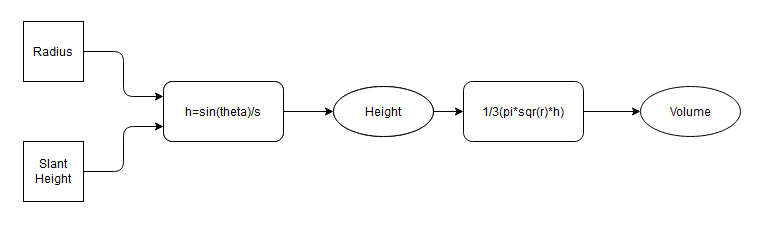 Radius
h=sin(theta)/s
Height
1/3(pi*sqr(r)*h)
Volume
Slant
Height